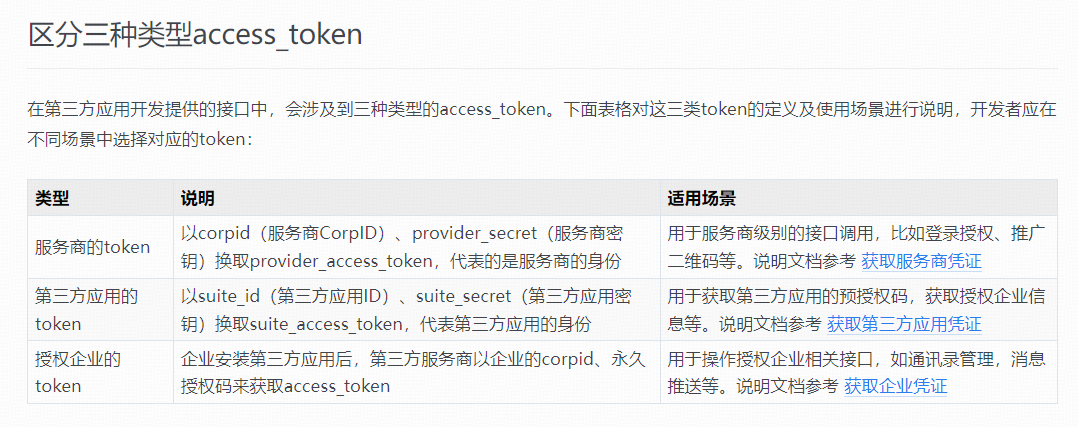 区分三种类型access_token
在第三方应用开发提供的接口中，会涉及到三种类型的access_token。下面表格对这三类token的定义及使用场景进行说明，开发者应在
不同场景中选择对应的token：
类型 说明 适用场景
服务商的token
以corpid（服务商CorpID）、provider_secret（服务商密
钥）换取provider_access_token，代表的是服务商的身份
用于服务商级别的接口调用，比如登录授权、推广
二维码等。说明文档参考 获取服务商凭证
第三方应用的
token
以suite_id（第三方应用ID）、suite_secret（第三方应用密
钥）换取suite_access_token，代表第三方应用的身份
用于获取第三方应用的预授权码，获取授权企业信
息等。说明文档参考 获取第三方应用凭证
授权企业的
token
企业安装第三方应用后，第三方服务商以企业的corpid、永久
授权码来获取access_token
用于操作授权企业相关接口，如通讯录管理，消息
推送等。说明文档参考 获取企业凭证